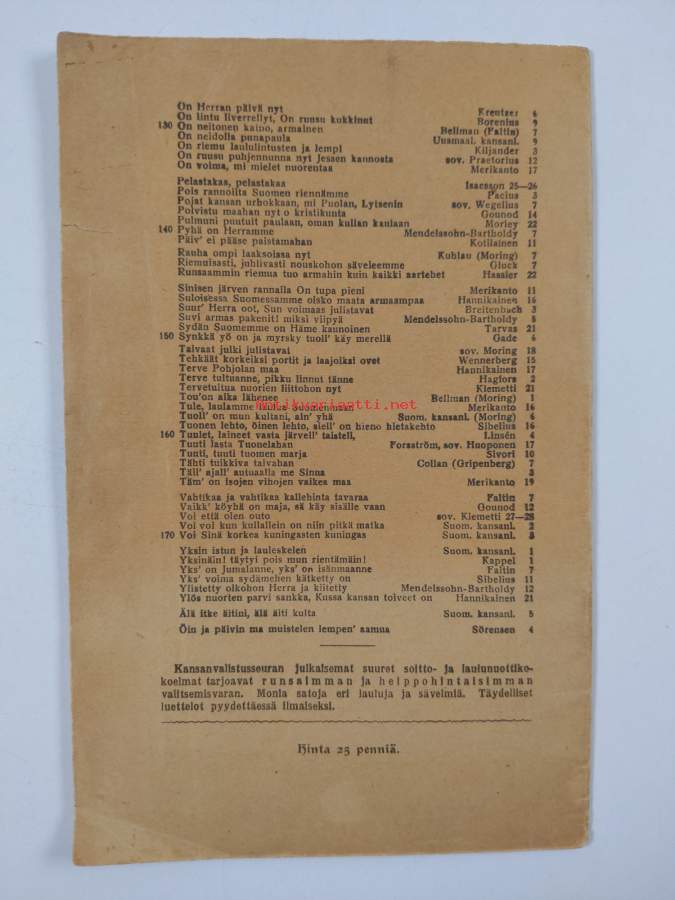 On Herran päivä nyt Kreutzer 6
On lintu liverrellyt, On ruusu kukkinut Borenius 9
130 On neitonen kaino, armainen Bellman (Faltin) 7
On neidolla punapaula Uusmaal. kansanl. 9
On riemu laululintusten ja lempi Kiljander 3
On ruusu puhjennunna nyt Jessen kannosta sov. Praetorius 12
On voima, mi mielet nuorentaa Merikanto 17
Pelastakaa, pelastakaa Isacsson 25—26
Pois rannoilta Suomen riennämme Pacius 3
Pojat kansan urhokkaan, mi Puolan, Lytsenin sov. Wegelius 7
Polvistu maahan nyt o kristikunta Gounod 14
Pulmuni puutuit paulaan, oman kullan kaulaan Morley 22
140 Pyhä on Herramme Mendelssohn-Bartholdy 7
Päiv' ei pääse paistamahan Kotilainen 11
Rauha ompi laaksoissa nyt Kuhlau (Moring) 7
Riemuisasti, juhlivasti nouskohon säveleemme Gluck 7
Runsaammin riemua tuo armahin kuin kaikki aartehet Hassler 22
Sinisen järven rannalla On tupa pieni Merikanto 11
Suloisessa Suomessamme oisko maata armaampaa Hannikainen 16
Suur' Herra oot, Sun voimaas julistavat Breitenbach 3
Suvi armas pakenit! miksi viipyä Mendelssohn-Bartholdy 5
Sydän Suomemme on Häme kaunoinen Tarvas 21
150 Synkkä yö on ja myrsky tuoll' käy merellä Gade 6
Taivaat julki julistavat sov. Moring 18
Tehkäät korkeiksi portit ja laajoiksi ovet Wennerberg 15
Terve Pohjolan maa Hannikainen 17
Terve tultuanne, pikku linnut tänne Hagfors 2
Tervetultua nuorien liittohon nyt Klemetti 21
Tou'on aika lähenee Bellman (Moring) 1
Tule, laulamme laulua Suomenmaan Merikanto 16
Tuoll' on mun kultani, ain' yhä Suom. kansanl. (Moring) 6
Tuonen lehto, öinen lehto, siell' on hieno hietakehto Sibelius 16
160 Tuulet, laineet vasta järvell' taisteli, Linsén 4
Tuuti lasta Tuonelahan Forsström, sov. Huoponen 17
Tuuti, tuuti tuomen marja Sivori 10
Tähti tuikkiva taivahan Collan (Gripenberg) 7
Täll' ajall' autuaalla me Sinna 3
Täm' on isojen vihojen vaikea maa Merikanto 19
Vahtikaa ja vahtikaa kallehinta tavaraa Faltin 7
Vaikk' köyhä on maja, sä käy sisälle vaan Gounod 12
Voi että olen outo sov. Klemetti 27—28
Voi voi kun kullallein on niin pitkä matka Suom. kansanl. 2
170 Voi Sinä korkea kuningasten kuningas Suom. kansanl. 8
Yksin istun ja lauleskelen Suom. kansanl. 1
Yksinäin! täytyi pois mun rientämäin! Kappel 1
Yks' on Jumalanne, yks' on isänmaanne Faltin 7
Yks' voima sydämehen kätketty on Sibelius 11
Ylistetty olkohon Herra ja kiitetty Mendelssohn-Bartholdy 12
Ylös nuorten parvi sankka, Kussa kansan toiveet on Hannikainen 21
Älä itke äitini, älä äiti kulta Suom. kansanl. 5
Öin ja päivin ma muistelen lempen' aamua Sörensen 4
Kansanvalistusseuran julkaisemat suuret soitto- ja laulunuottiko-
koelmat tarjoavat runsaimman ja helppohintaisimman
valitsemisvaran. Monia satoja eri lauluja ja sävelmiä. Täydelliset
luettelot pyydettäessä ilmaiseksi.
Hinta 25 penniä.